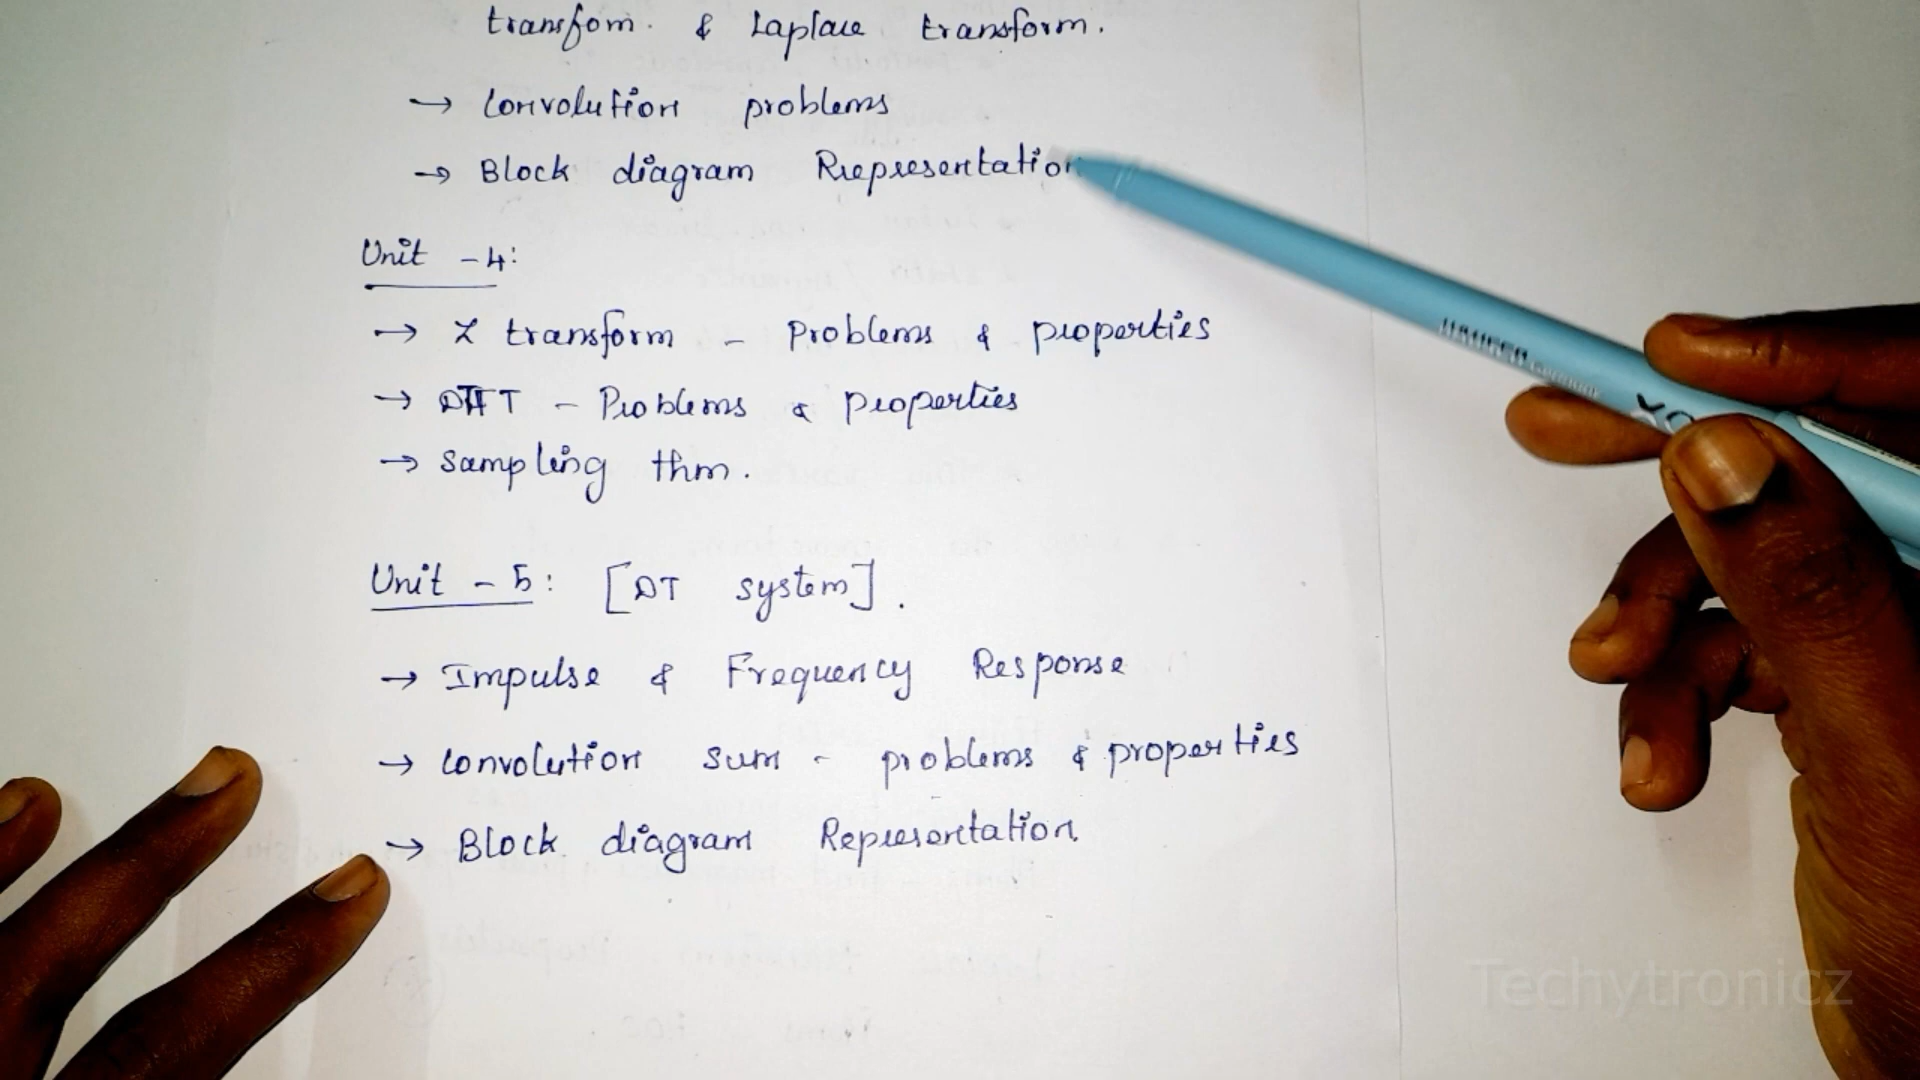 transfom. & Laplace transform.
→ Convolution problems
→ Block diagram Representation
Unit - 4:
→ Z transform - Problems & properties
→ DTFT - Problems & properties
→ Sampling thm.
Unit - 5: [DT system].
→ Impulse & Frequency Response
→ Convolution sum - problems & properties
→ Block diagram Representation.
Techytronicz